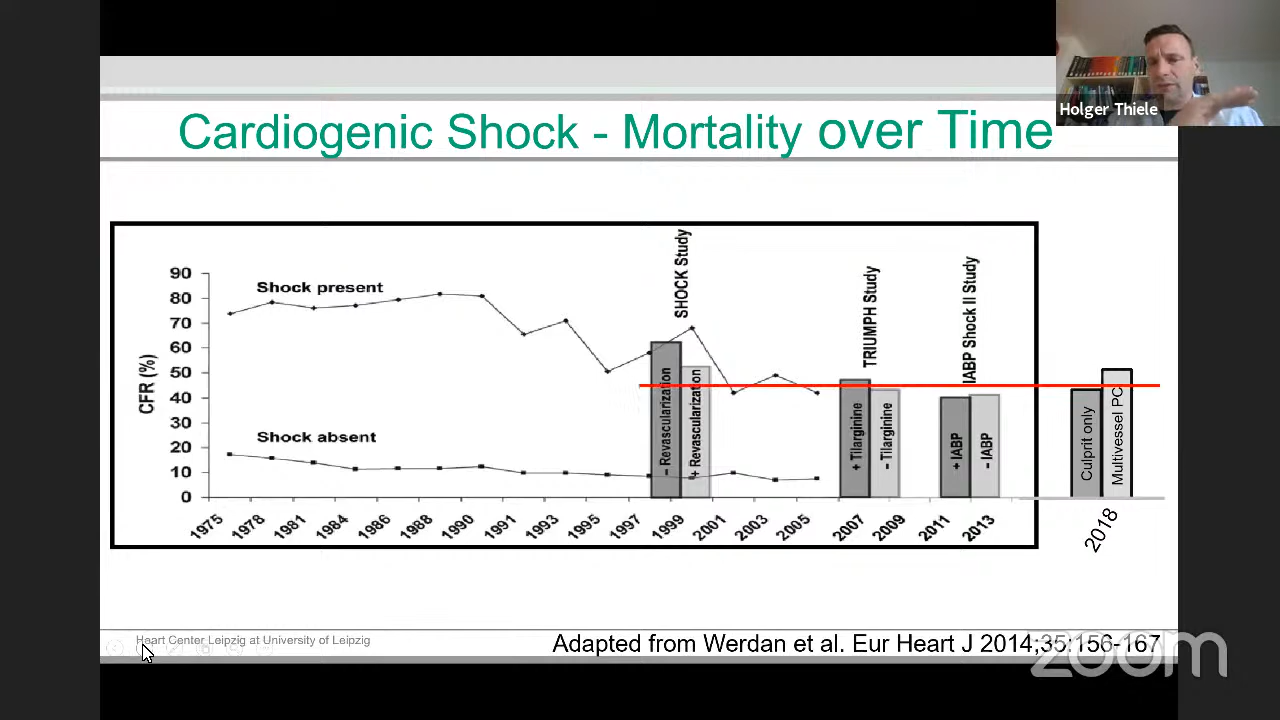 Holger Thiele
Cardiogenic Shock - Mortality over Time
CFR (%)
90
80
70
60
50
40
30
20
10
0
Shock present
Shock absent
SHOCK Study
TRIUMPH Study
IABP Shock II Study
– Revascularization
+ Revascularization
+ Tilarginine
– Tilarginine
+ IABP
– IABP
Culprit only
Multivessel PCI
1975
1978
1981
1984
1986
1988
1990
1991
1993
1995
1997
1999
2001
2003
2005
2007
2009
2011
2013
2018
Heart Center Leipzig at University of Leipzig
Adapted from Werdan et al. Eur Heart J 2014;35:156-167
zoom